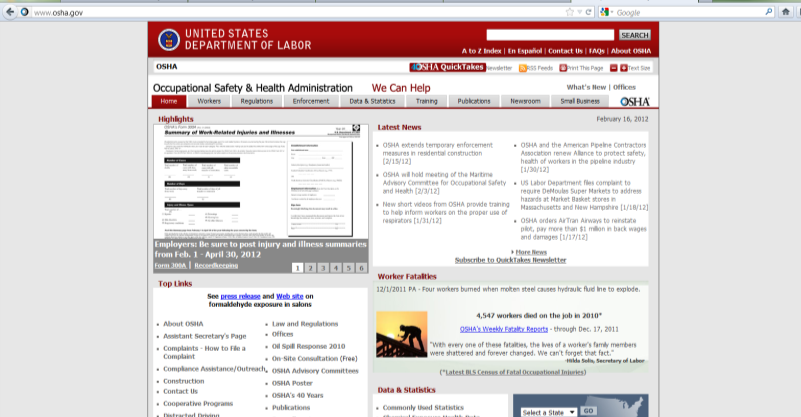 www.osha.gov
Google
UNITED STATES
DEPARTMENT OF LABOR
SEARCH
A to Z Index | En Español | Contact Us | FAQs | About OSHA
OSHA
OSHA QuickTakes Newsletter RSS Feeds Print This Page Text Size
Occupational Safety & Health Administration We Can Help
What's New | Offices
Home Workers Regulations Enforcement Data & Statistics Training Publications Newsroom Small Business OSHA
February 16, 2012
Highlights
OSHA's Form 300A
Summary of Work-Related Injuries and Illnesses
Employers: Be sure to post injury and illness summaries
from Feb. 1 - April 30, 2012
Form 300A | Recordkeeping
1 2 3 4 5 6
Latest News
OSHA extends temporary enforcement
measures in residential construction
[2/15/12]
OSHA will hold meeting of the Maritime
Advisory Committee for Occupational Safety
and Health [2/3/12]
New short videos from OSHA provide training
to help inform workers on the proper use of
respirators [1/31/12]
OSHA and the American Pipeline Contractors
Association renew Alliance to protect safety,
health of workers in the pipeline industry
[1/30/12]
US Labor Department files complaint to
require DeMoulas Super Markets to address
hazards at Market Basket stores in
Massachusetts and New Hampshire [1/18/12]
OSHA orders AirTran Airways to reinstate
pilot, pay more than $1 million in back wages
and damages [1/17/12]
More News
Subscribe to QuickTakes Newsletter
Top Links
See press release and Web site on
formaldehyde exposure in salons
About OSHA
Assistant Secretary's Page
Complaints - How to File a
Complaint
Compliance Assistance/Outreach
Construction
Contact Us
Cooperative Programs
Distracted Driving
Law and Regulations
Offices
Oil Spill Response 2010
On-Site Consultation (Free)
OSHA Advisory Committees
OSHA Poster
OSHA's 40 Years
Publications
Worker Fatalities
12/1/2011 PA - Four workers burned when molten steel causes hydraulic fluid line to explode.
4,547 workers died on the job in 2010*
OSHA's Weekly Fatality Reports - through Dec. 17, 2011
"With every one of these fatalities, the lives of a worker's family members
were shattered and forever changed. We can't forget that fact."
-Hilda Solis, Secretary of Labor
(*Latest BLS Census of Fatal Occupational Injuries)
Data & Statistics
Commonly Used Statistics
Select a State GO